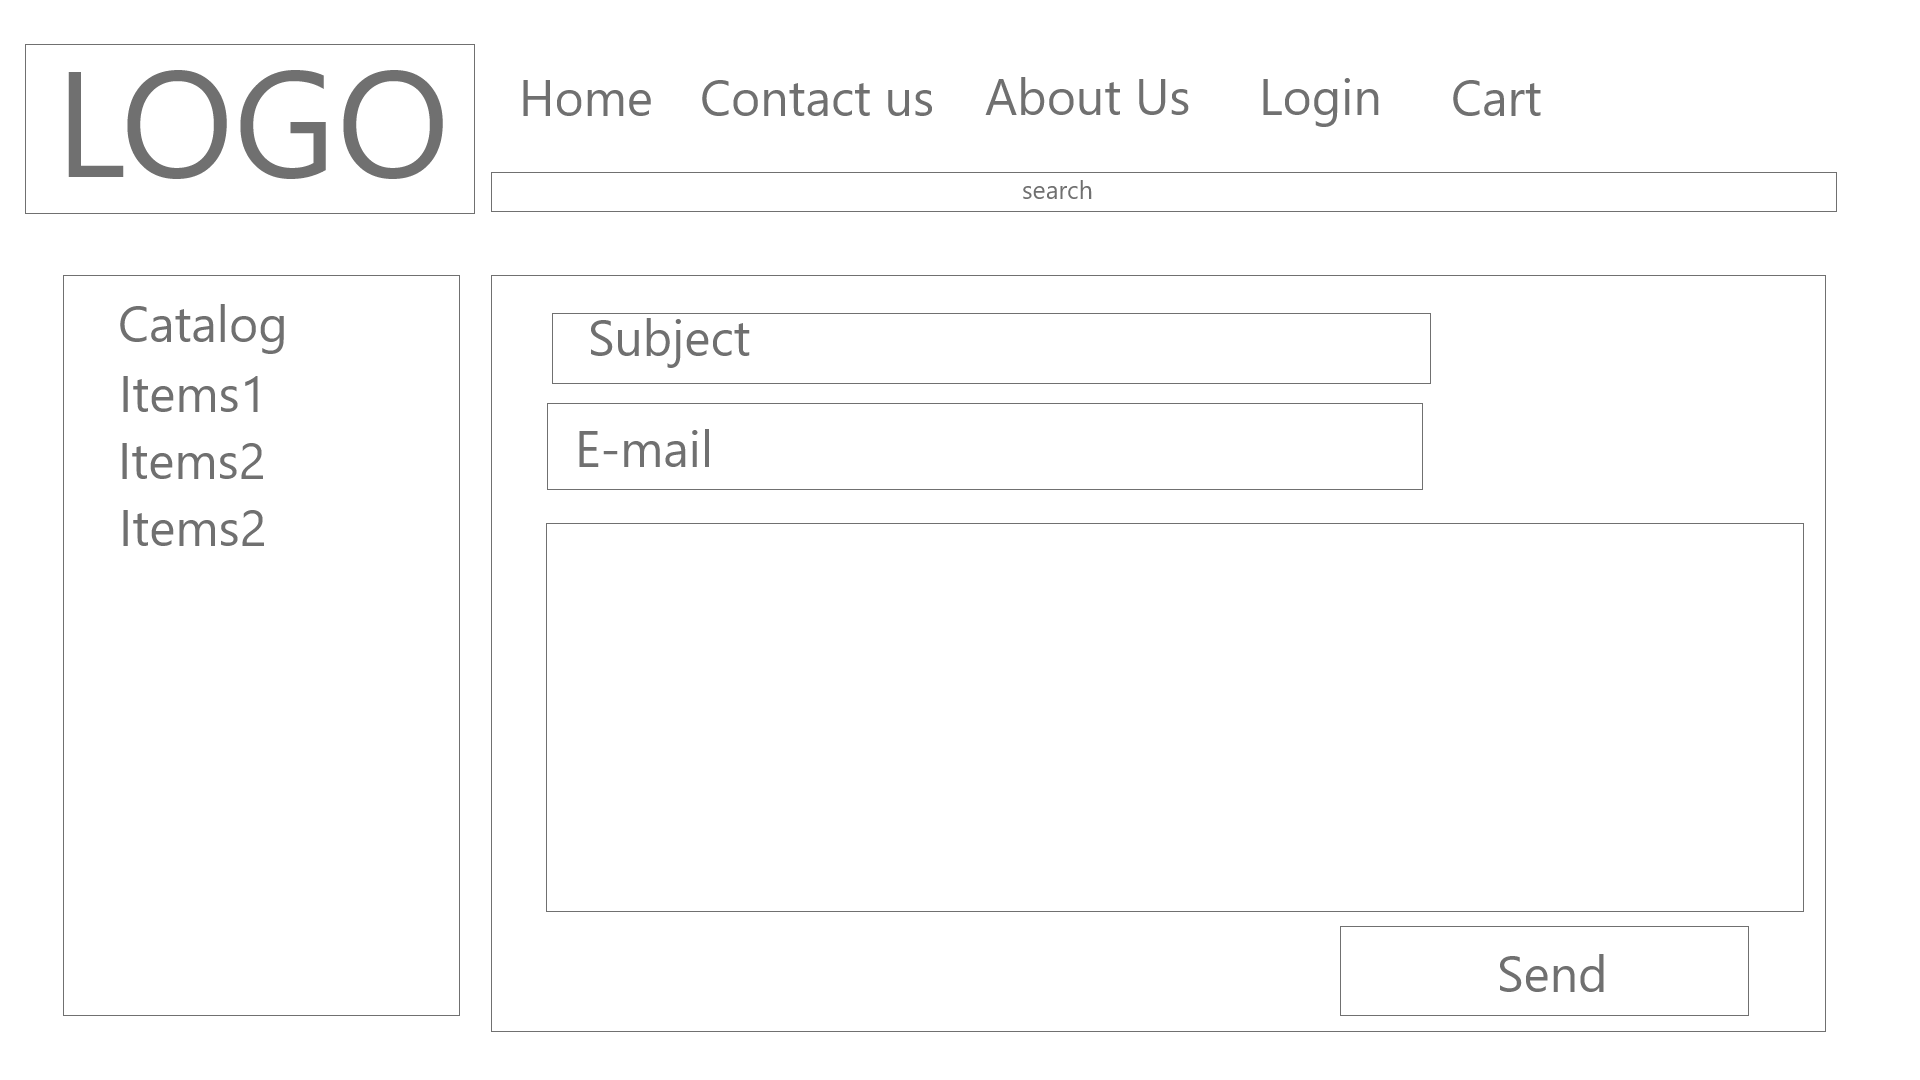 LOGO
Home Contact us About Us Login Cart
search
Catalog
Items1
Items2
Items2
Subject
E-mail
Send